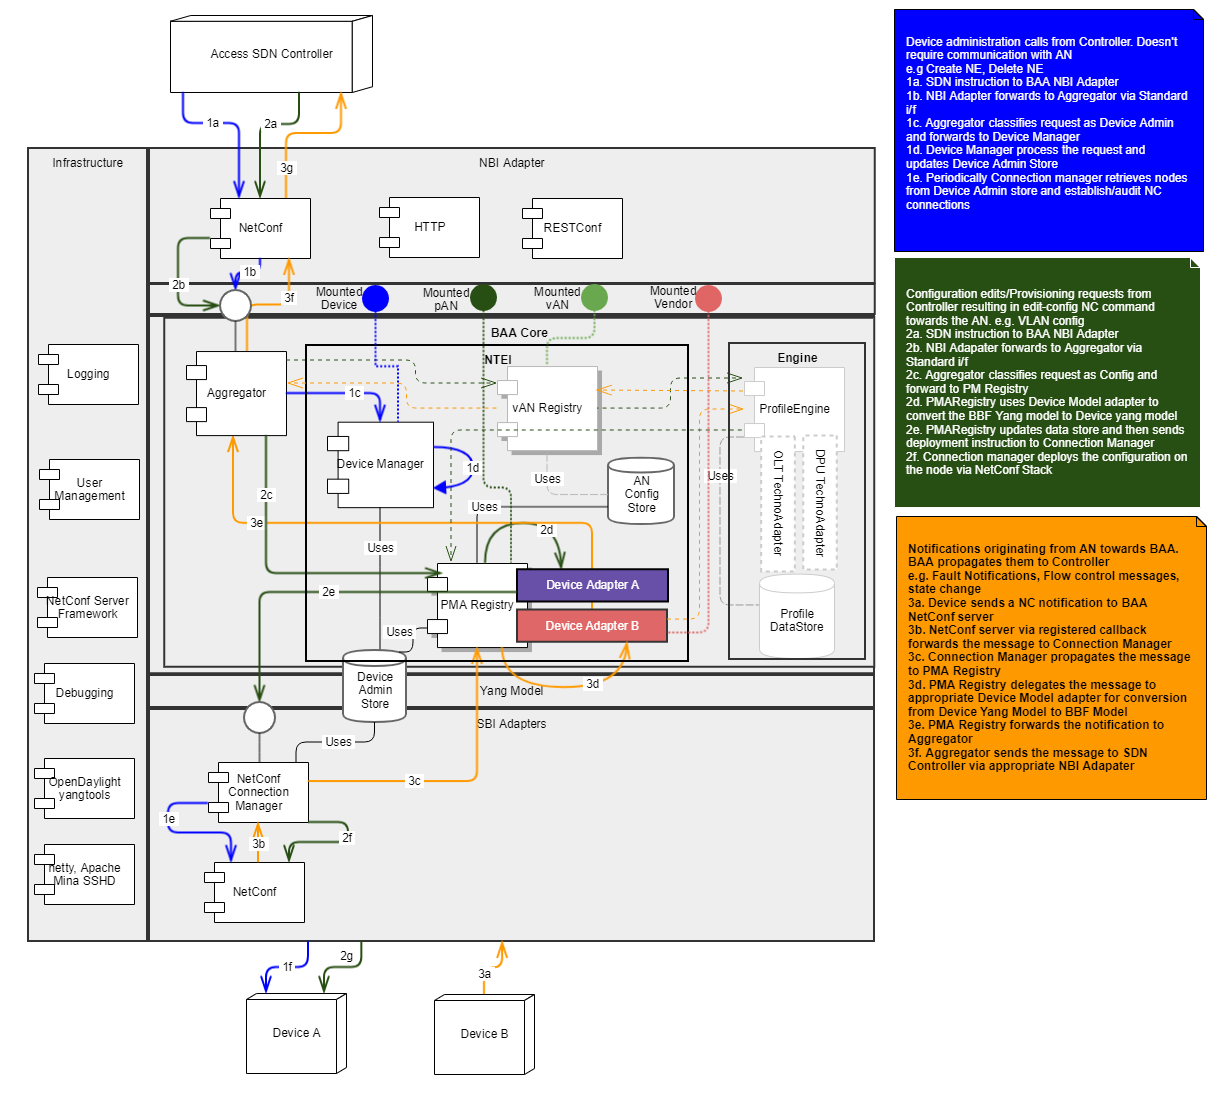 Access SDN Controller
1a
2a
3g
Infrastructure
NBI Adapter
NetConf
HTTP
RESTConf
1b
2b
3f
Mounted
Device
Mounted
pAN
Mounted
vAN
Mounted
Vendor
BAA Core
NTEI
Engine
Logging
Aggregator
1c
vAN Registry
ProfileEngine
Device Manager
1d
Uses
AN
Config
Store
Uses
Uses
OLT TechnoAdapter
DPU TechnoAdapter
User
Management
2c
3e
2d
Uses
Device Adapter A
PMA Registry
Device Adapter B
2e
Uses
Profile
DataStore
NetConf Server
Framework
Device
Admin
Store
3d
Yang Model
Debugging
SBI Adapters
Uses
NetConf
Connection
Manager
3c
OpenDaylight
yangtools
1e
3b
2f
netty, Apache
Mina SSHD
NetConf
1f
2g
3a
Device A
Device B
Device administration calls from Controller. Doesn't
require communication with AN
e.g Create NE, Delete NE
1a. SDN instruction to BAA NBI Adapter
1b. NBI Adapter forwards to Aggregator via Standard
i/f
1c. Aggregator classifies request as Device Admin
and forwards to Device Manager
1d. Device Manager process the request and
updates Device Admin Store
1e. Periodically Connection manager retrieves nodes
from Device Admin store and establish/audit NC
connections
Configuration edits/Provisioning requests from
Controller resulting in edit-config NC command
towards the AN. e.g. VLAN config
2a. SDN instruction to BAA NBI Adapter
2b. NBI Adapater forwards to Aggregator via
Standard i/f
2c. Aggregator classifies request as Config and
forward to PM Registry
2d. PMARegistry uses Device Model adapter to
convert the BBF Yang model to Device yang model
2e. PMARegistry updates data store and then sends
deployment instruction to Connection Manager
2f. Connection manager deploys the configuration on
the node via NetConf Stack
Notifications originating from AN towards BAA.
BAA propagates them to Controller
e.g. Fault Notifications, Flow control messages,
state change
3a. Device sends a NC notification to BAA
NetConf server
3b. NetConf server via registered callback
forwards the message to Connection Manager
3c. Connection Manager propagates the message
to PMA Registry
3d. PMA Registry delegates the message to
appropriate Device Model adapter for conversion
from Device Yang Model to BBF Model
3e. PMA Registry forwards the notification to
Aggregator
3f. Aggregator sends the message to SDN
Controller via appropriate NBI Adapater